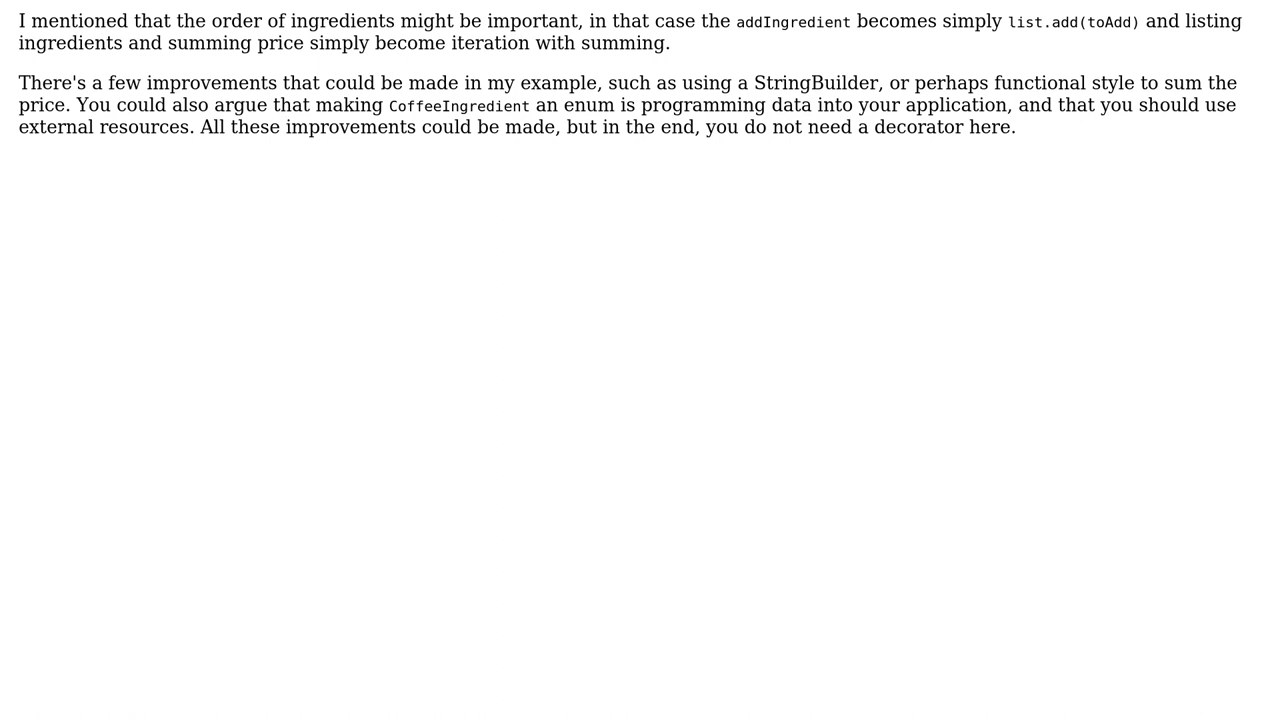 I mentioned that the order of ingredients might be important, in that case the addIngredient becomes simply list.add(toAdd) and listing
ingredients and summing price simply become iteration with summing.
There's a few improvements that could be made in my example, such as using a StringBuilder, or perhaps functional style to sum the
price. You could also argue that making CoffeeIngredient an enum is programming data into your application, and that you should use
external resources. All these improvements could be made, but in the end, you do not need a decorator here.